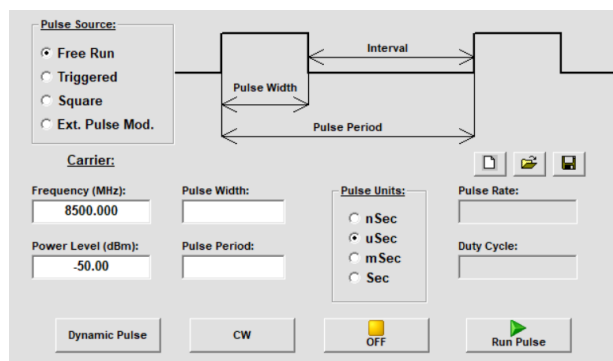 Pulse Source:
Free Run
Triggered
Square
Ext. Pulse Mod.
Interval
Pulse Width
Pulse Period
Carrier:
Frequency (MHz):
8500.000
Pulse Width:
Pulse Units:
nSec
uSec
mSec
Sec
Pulse Rate:
Power Level (dBm):
-50.00
Pulse Period:
Duty Cycle:
Dynamic Pulse
CW
OFF
Run Pulse